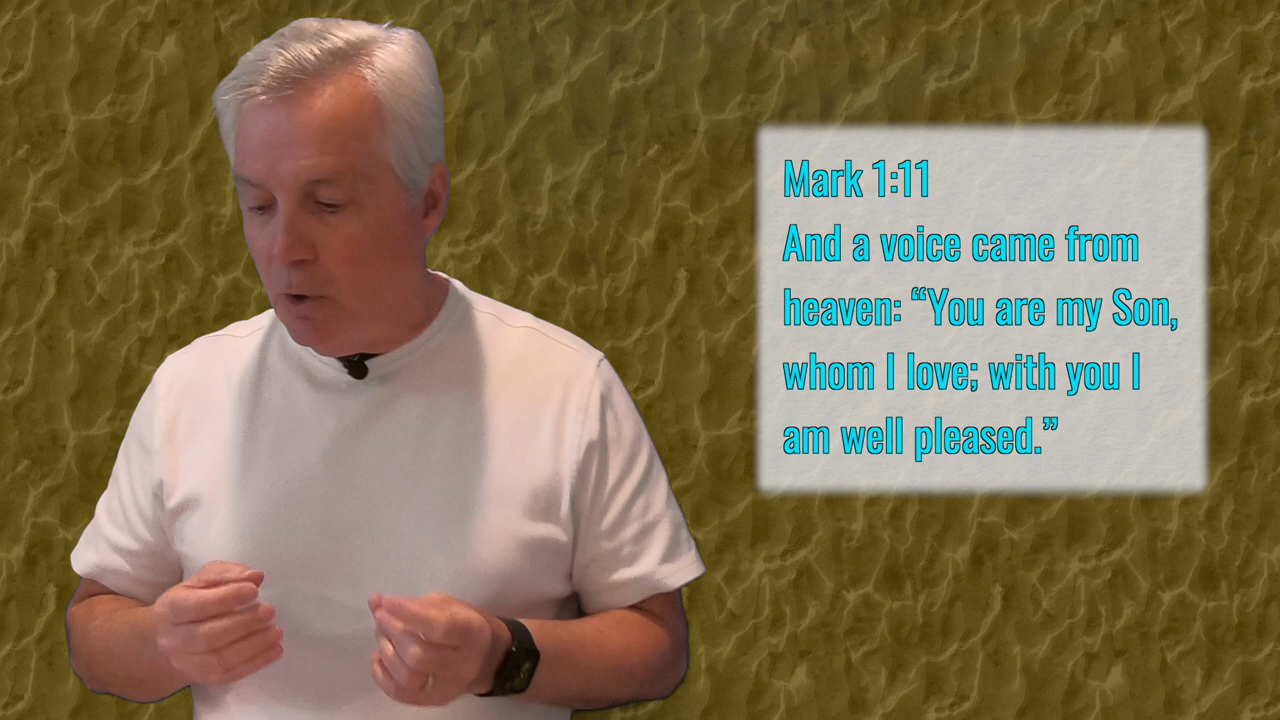 Mark 1:11
And a voice came from
heaven: “You are my Son,
whom I love; with you I
am well pleased.”